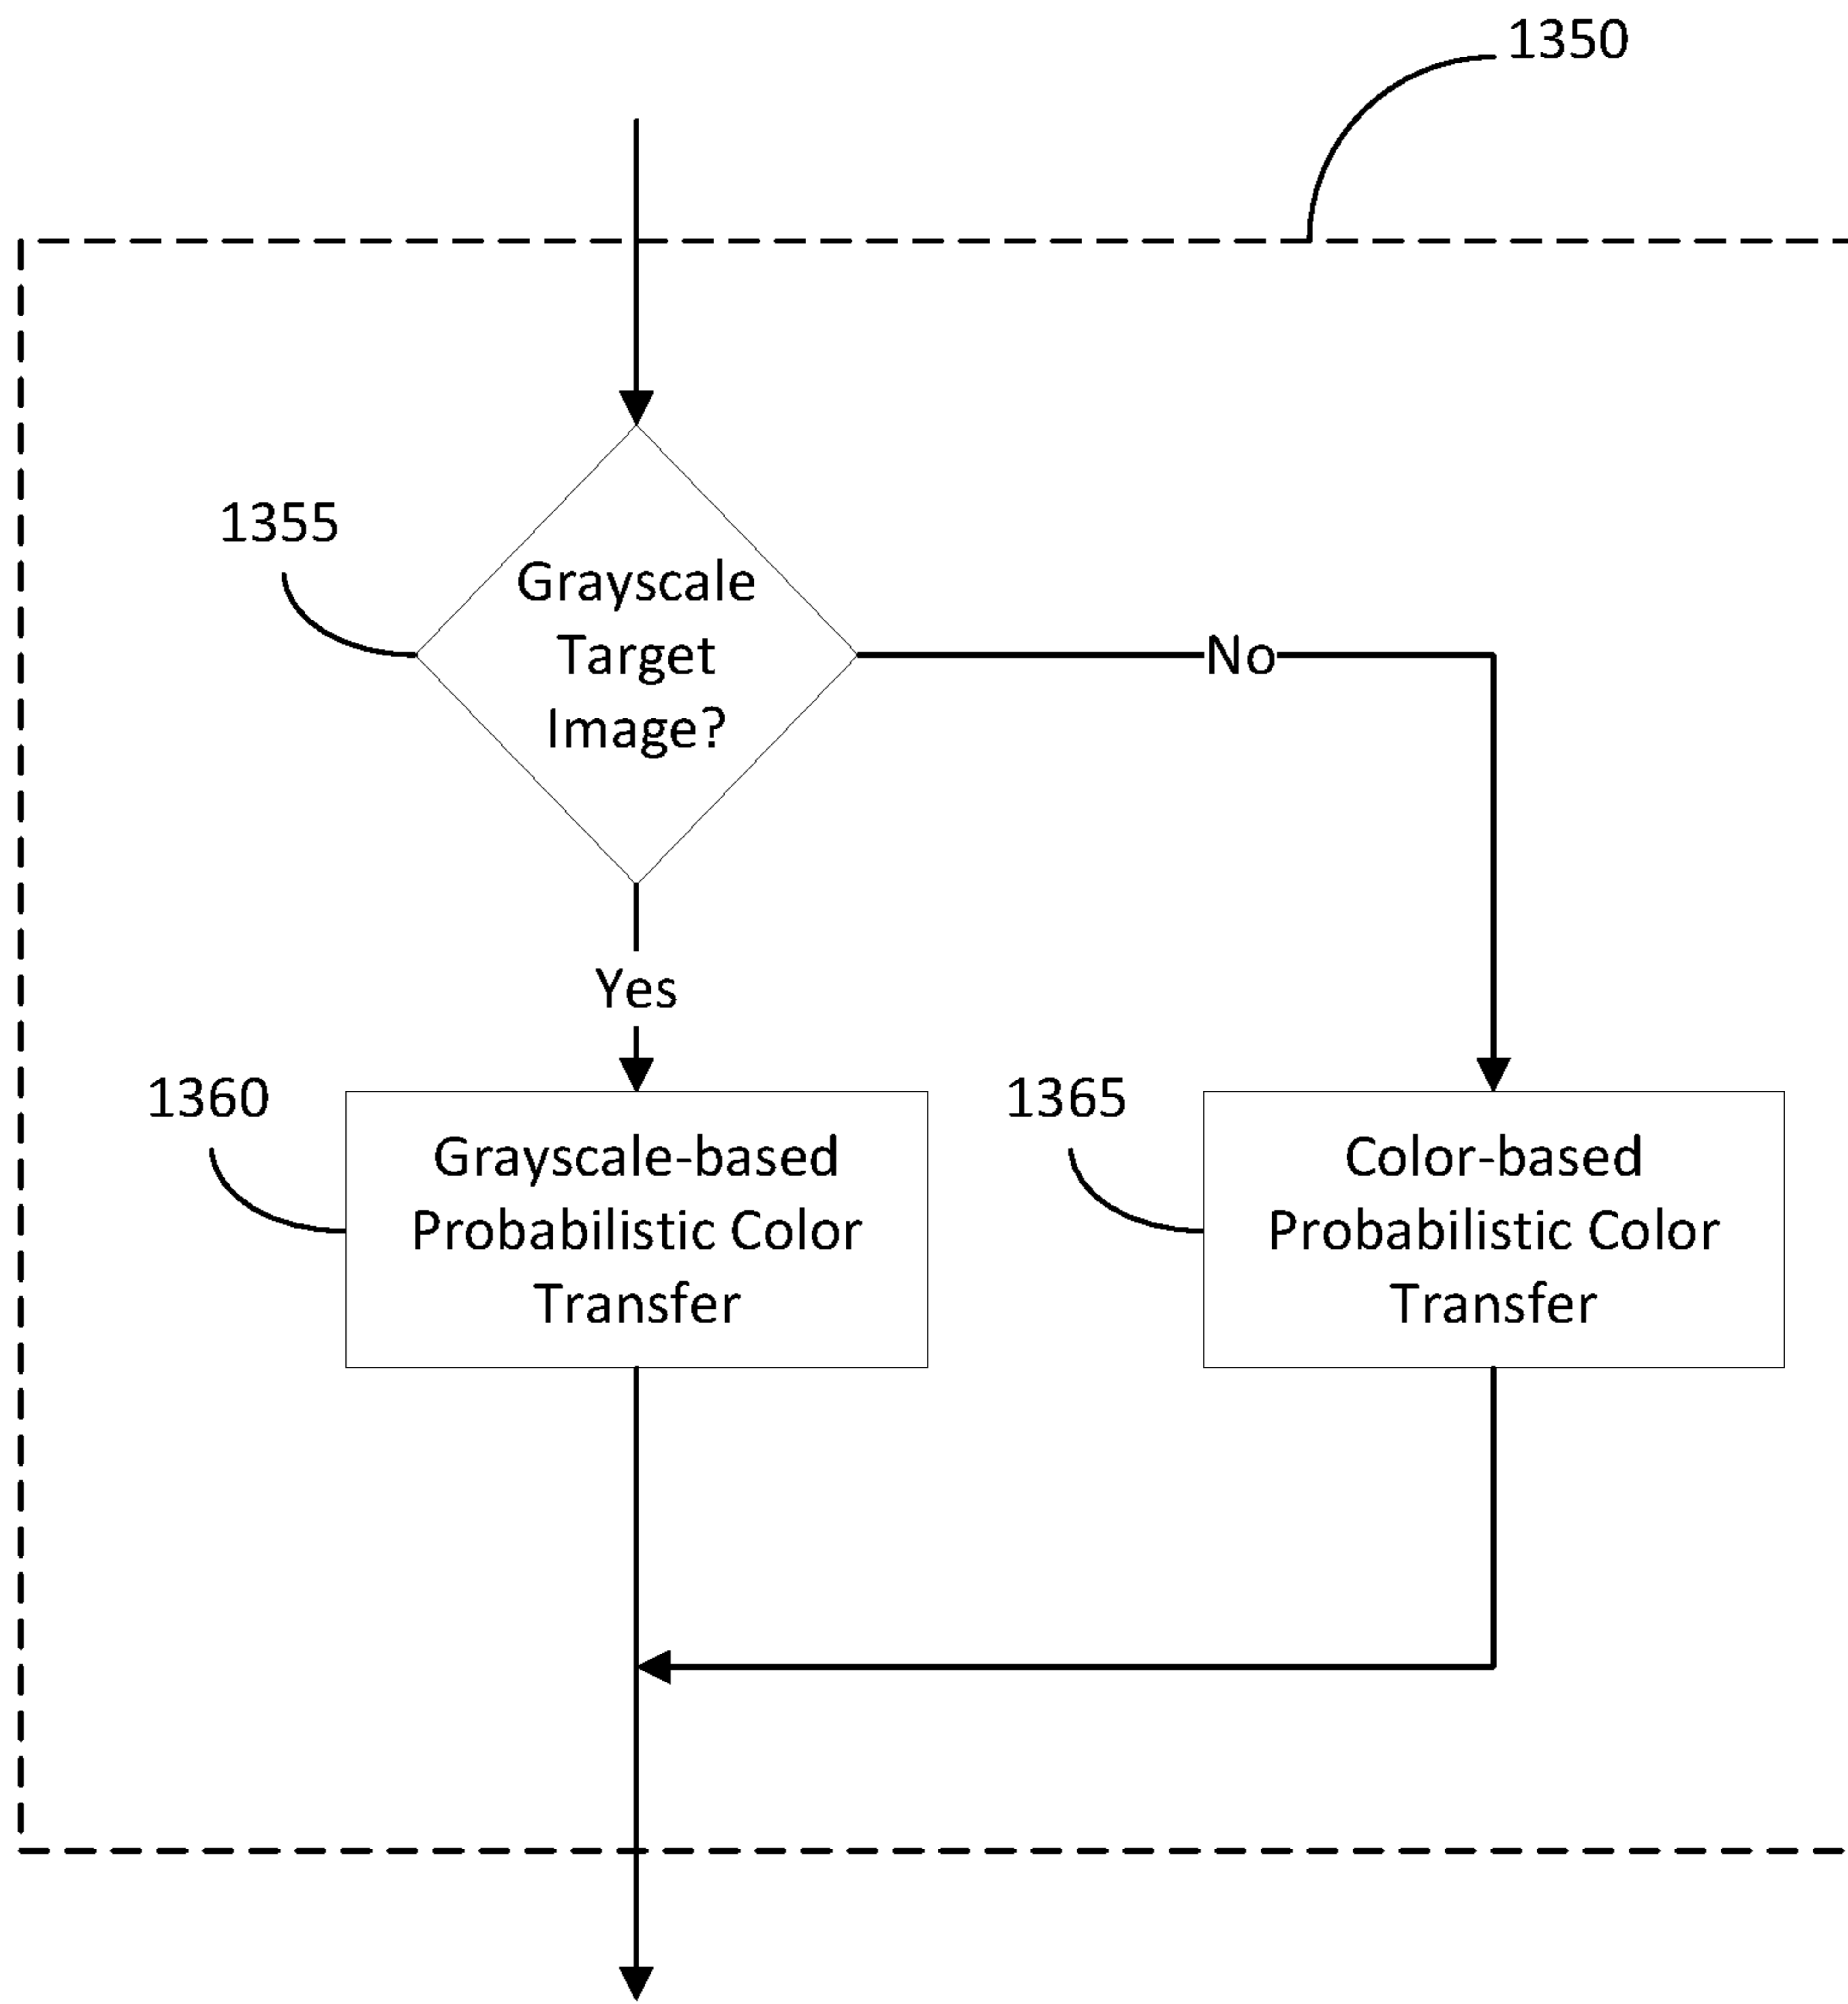 1350
1355
Grayscale
Target
Image?
No
Yes
1360
Grayscale-based
Probabilistic Color
Transfer
1365
Color-based
Probabilistic Color
Transfer